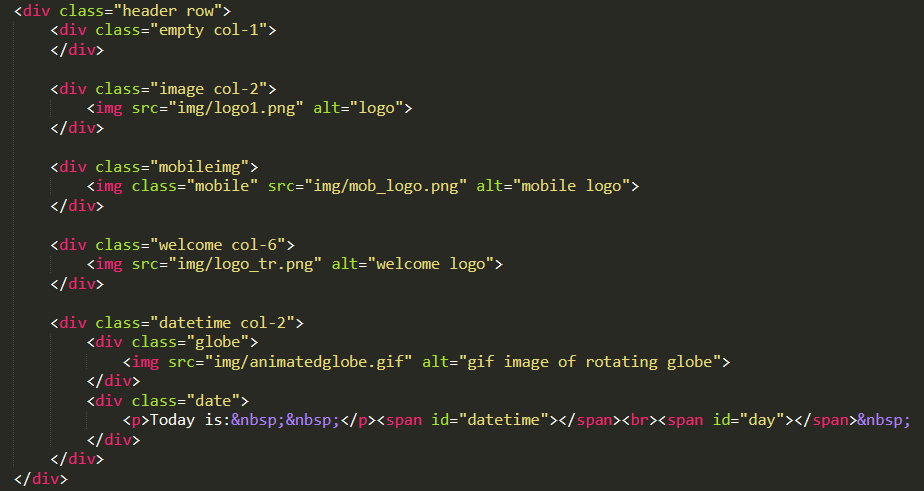 <div class="header row">
    <div class="empty col-1">
    </div>

    <div class="image col-2">
        <img src="img/logo1.png" alt="logo">
    </div>

    <div class="mobileimg">
        <img class="mobile" src="img/mob_logo.png" alt="mobile logo">
    </div>

    <div class="welcome col-6">
        <img src="img/logo_tr.png" alt="welcome logo">
    </div>

    <div class="datetime col-2">
        <div class="globe">
            <img src="img/animatedglobe.gif" alt="gif image of rotating globe">
        </div>
        <div class="date">
            <p>Today is:&nbsp;&nbsp;</p><span id="datetime"></span><br><span id="day"></span>&nbsp;
        </div>
    </div>
</div>